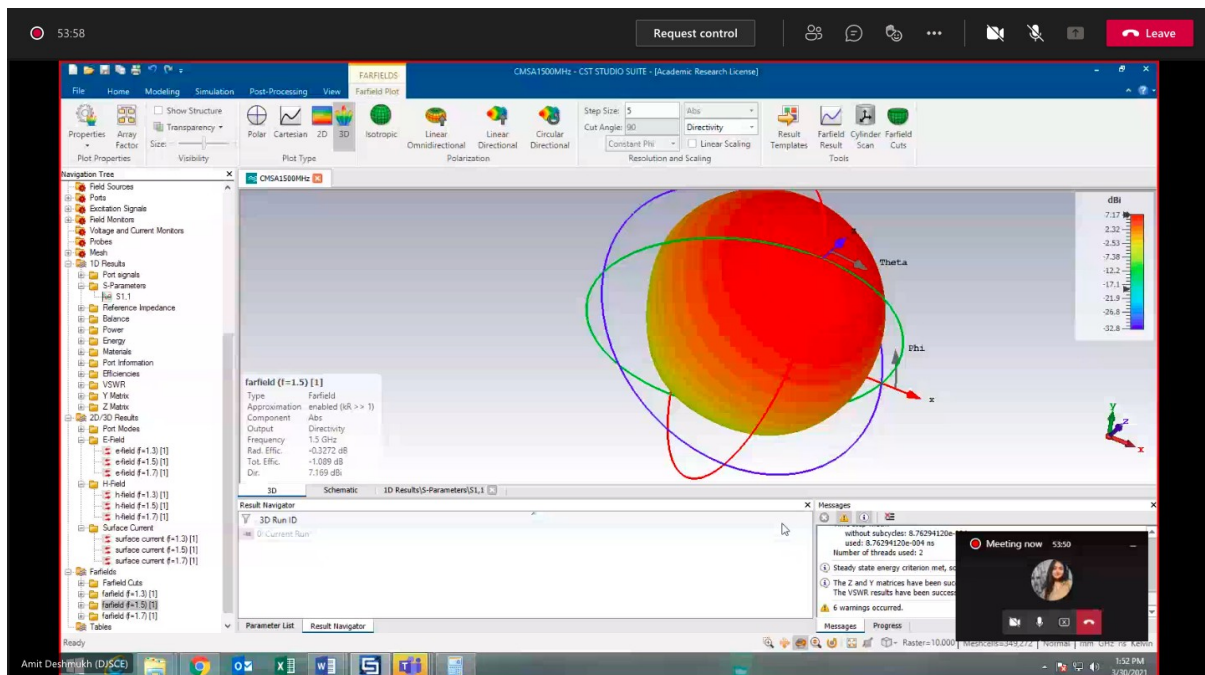 53:58
Request control
Leave
FARFIELDS
CMSA1500MHz - CST STUDIO SUITE - [Academic Research License]
File Home Modeling Simulation Post-Processing View Farfield Plot
Properties
Array Factor
Show Structure
Transparency
Size:
Plot Properties
Visibility
Polar Cartesian 2D 3D
Plot Type
Isotropic
Linear Omnidirectional
Linear Directional
Circular Directional
Polarization
Step Size: 5
Abs
Cut Angle: 90
Directivity
Constant Phi
Linear Scaling
Resolution and Scaling
Result Templates
Farfield Result
Cylinder Scan
Farfield Cuts
Tools
Navigation Tree
CMSA1500MHz
Field Sources
Ports
Excitation Signals
Field Monitors
Voltage and Current Monitors
Probes
Mesh
1D Results
Port signals
S-Parameters
S1,1
Reference Impedance
Balance
Power
Energy
Materials
Port Information
Efficiencies
VSWR
Y Matrix
Z Matrix
2D/3D Results
Port Modes
E-Field
e-field (f=1.3) [1]
e-field (f=1.5) [1]
e-field (f=1.7) [1]
H-Field
h-field (f=1.3) [1]
h-field (f=1.5) [1]
h-field (f=1.7) [1]
Surface Current
surface current (f=1.3) [1]
surface current (f=1.5) [1]
surface current (f=1.7) [1]
Farfields
Farfield Cuts
farfield (f=1.3) [1]
farfield (f=1.5) [1]
farfield (f=1.7) [1]
Tables
dBi
7.17
2.32
-2.53
-7.38
-12.2
-17.1
-21.9
-26.8
-32.8
Theta
Phi
x
y
z
x
farfield (f=1.5) [1]
Type Farfield
Approximation enabled (kR >> 1)
Component Abs
Output Directivity
Frequency 1.5 GHz
Rad. Effic. -0.3272 dB
Tot. Effic. -1.089 dB
Dir. 7.169 dBi
3D Schematic 1D Results\S-Parameters\S1,1
Result Navigator
3D Run ID
0: Current Run
Parameter List Result Navigator
Messages
without subcycles: 8.76294120e-
used: 8.76294120e-004 ns
Number of threads used: 2
Steady state energy criterion met, so
The Z and Y matrices have been suc
The VSWR results have been success
6 warnings occurred.
Messages Progress
Meeting now 53:50
Ready
Raster=10.000 Meshcells=349,272 Normal mm GHz ns Kelvin
Amit Deshmukh (DJSCE)
1:52 PM
3/30/2021